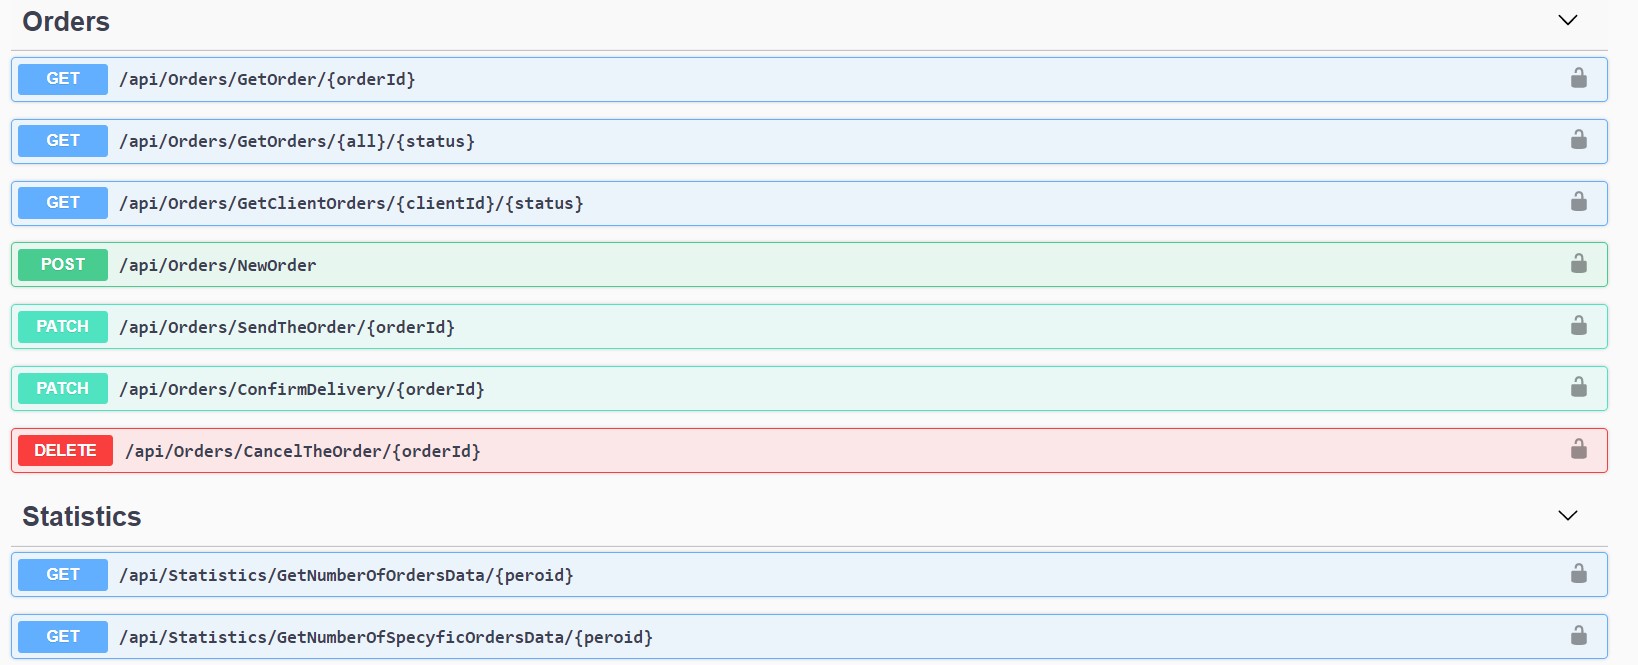 Orders
GET /api/Orders/GetOrder/{orderId}
GET /api/Orders/GetOrders/{all}/{status}
GET /api/Orders/GetClientOrders/{clientId}/{status}
POST /api/Orders/NewOrder
PATCH /api/Orders/SendTheOrder/{orderId}
PATCH /api/Orders/ConfirmDelivery/{orderId}
DELETE /api/Orders/CancelTheOrder/{orderId}
Statistics
GET /api/Statistics/GetNumberOfOrdersData/{peroid}
GET /api/Statistics/GetNumberOfSpecyficOrdersData/{peroid}